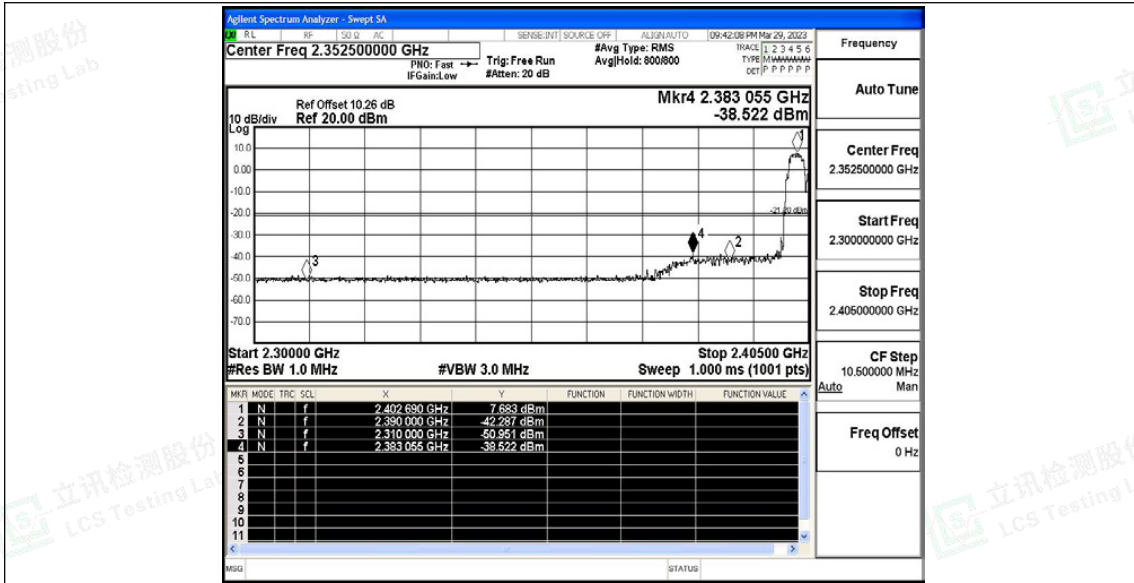 Agilent Spectrum Analyzer - Swept SA
RL RF 50 Ω AC SENSE:INT SOURCE OFF ALIGNAUTO 09:42:08 PM Mar 29, 2023
Center Freq 2.352500000 GHz
PNO: Fast
IFGain:Low
Trig: Free Run
#Atten: 20 dB
#Avg Type: RMS
Avg|Hold: 800/800
TRACE 1 2 3 4 5 6
TYPE MWWWWW
DET P P P P P P
Frequency
Auto Tune
Center Freq
2.352500000 GHz
Start Freq
2.300000000 GHz
Stop Freq
2.405000000 GHz
CF Step
10.500000 MHz
Auto Man
Freq Offset
0 Hz
Mkr4 2.383 055 GHz
-38.522 dBm
Ref Offset 10.26 dB
10 dB/div Ref 20.00 dBm
Log
10.0
0.00
-10.0
-20.0
-30.0
-40.0
-50.0
-60.0
-70.0
1
-21.20 dBm
4
2
3
Start 2.30000 GHz Stop 2.40500 GHz
#Res BW 1.0 MHz #VBW 3.0 MHz Sweep 1.000 ms (1001 pts)
MKR MODE TRC SCL X Y FUNCTION FUNCTION WIDTH FUNCTION VALUE
1 N f 2.402 690 GHz 7.683 dBm
2 N f 2.390 000 GHz -42.287 dBm
3 N f 2.310 000 GHz -50.951 dBm
4 N f 2.383 055 GHz -38.522 dBm
5
6
7
8
9
10
11
MSG STATUS
立讯检测股份
LCS Testing Lab